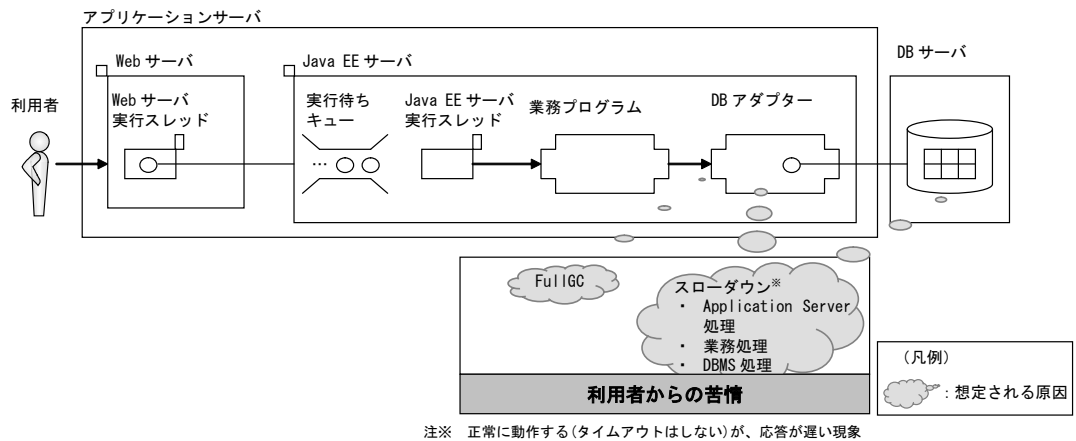 アプリケーションサーバ
Web サーバ
Java EE サーバ
DB サーバ
利用者
Web サーバ
実行スレッド
実行待ち
キュー
Java EE サーバ
実行スレッド
業務プログラム
DB アダプター
…
FullGC
スローダウン※
・ Application Server
処理
・ 業務処理
・ DBMS 処理
利用者からの苦情
(凡例)
:想定される原因
注※ 正常に動作する(タイムアウトはしない)が、応答が遅い現象